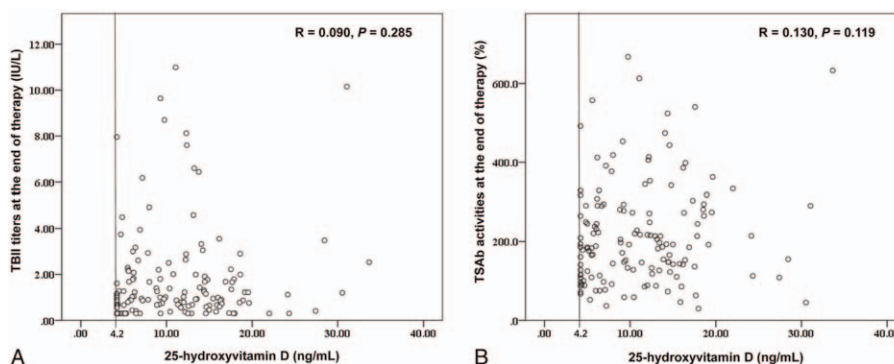 R = 0.090, P = 0.285
12.00
10.00
8.00
6.00
4.00
2.00
.00
TBII titers at the end of therapy (IU/L)
.00 4.2 10.00 20.00 30.00 40.00
A 25-hydroxyvitamin D (ng/mL)
R = 0.130, P = 0.119
600.0
400.0
200.0
.0
TSAb activities at the end of therapy (%)
.00 4.2 10.00 20.00 30.00 40.00
B 25-hydroxyvitamin D (ng/mL)